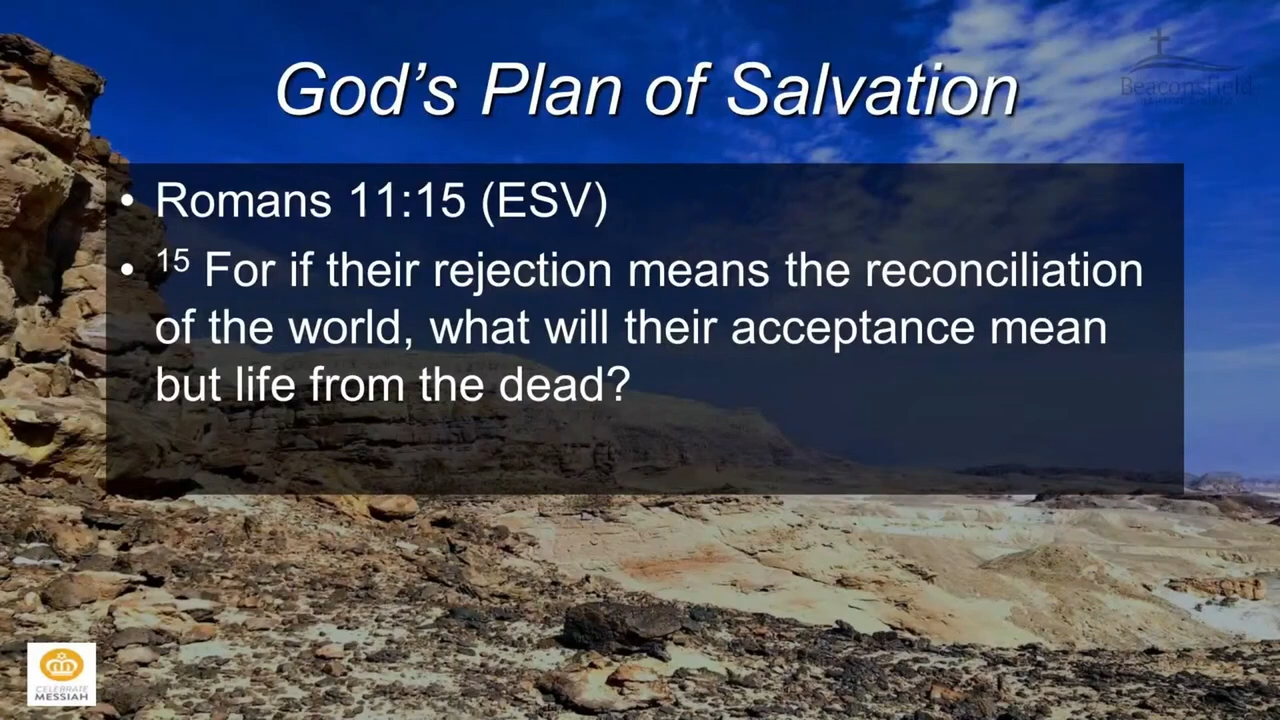 God's Plan of Salvation
Beaconsfield
• Romans 11:15 (ESV)
• 15 For if their rejection means the reconciliation
of the world, what will their acceptance mean
but life from the dead?
CELEBRATE
MESSIAH